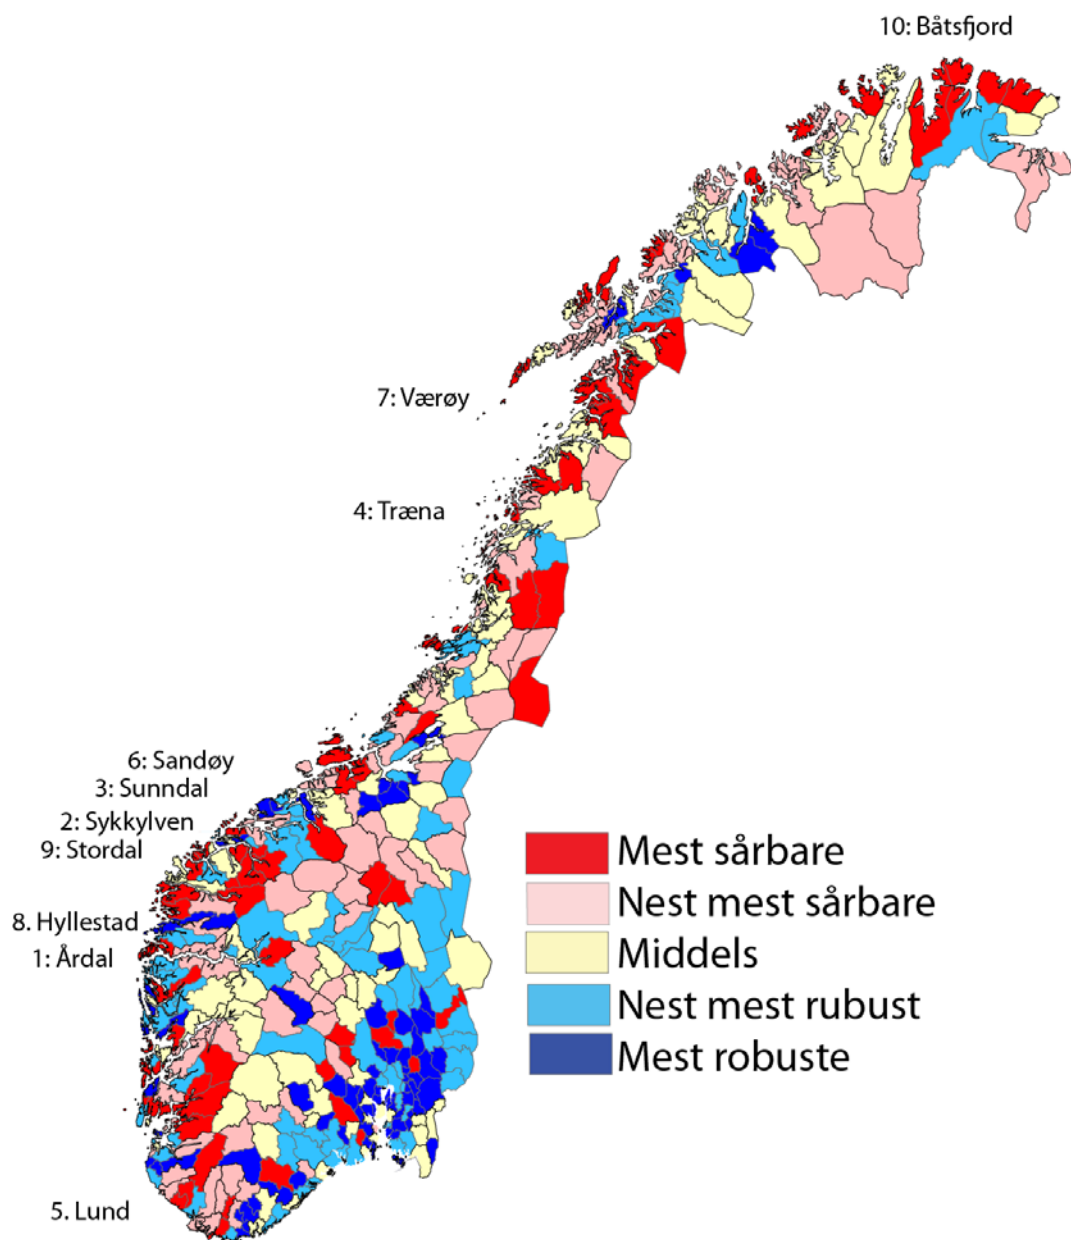 10: Båtsfjord
7: Værøy
4: Træna
6: Sandøy
3: Sunndal
2: Sykkylven
9: Stordal
8. Hyllestad
1: Årdal
5. Lund
Mest sårbare
Nest mest sårbare
Middels
Nest mest rubust
Mest robuste